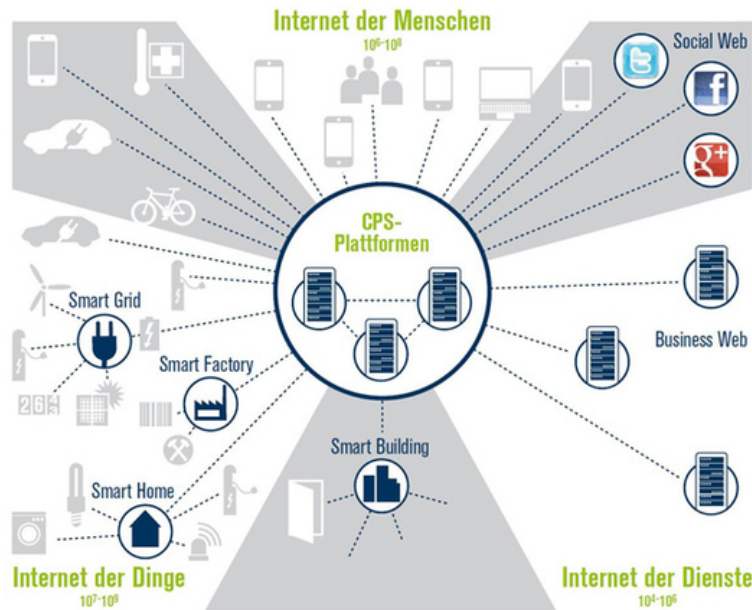 Internet der Menschen
10⁶-10⁸
Social Web
t
f
g+
CPS-
Plattformen
Smart Grid
Business Web
Smart Factory
Smart Building
Smart Home
Internet der Dinge
10⁷-10⁹
Internet der Dienste
10⁴-10⁶